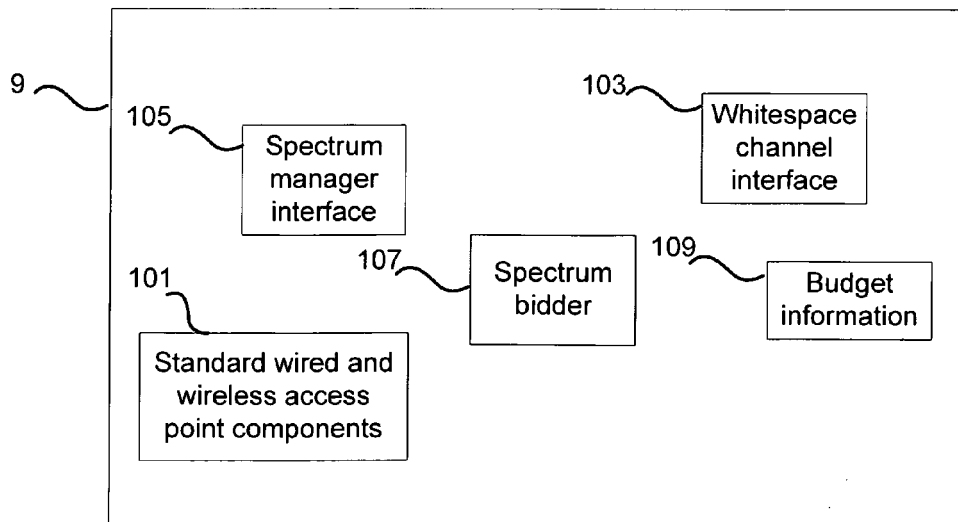 9
105
Spectrum
manager
interface
103
Whitespace
channel
interface
107
Spectrum
bidder
109
Budget
information
101
Standard wired and
wireless access
point components